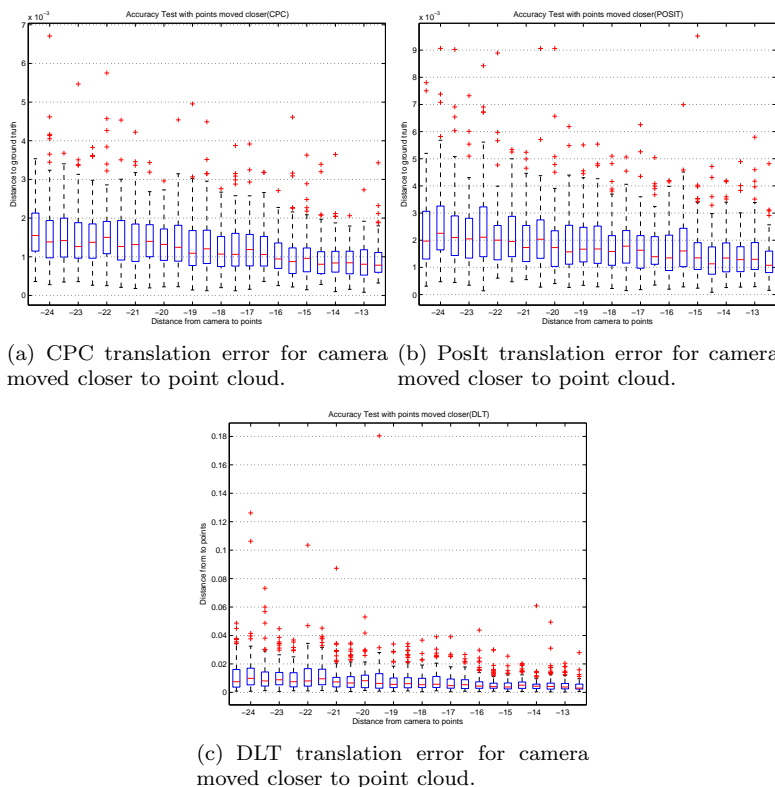 Accuracy Test with points moved closer(CPC)
x 10⁻³
7
6
5
4
3
2
1
0
Distance to ground truth
−24 −23 −22 −21 −20 −19 −18 −17 −16 −15 −14 −13
Distance from camera to points
(a) CPC translation error for camera
moved closer to point cloud.
Accuracy Test with points moved closer(POSIT)
x 10⁻³
9
8
7
6
5
4
3
2
1
0
Distance to ground truth
−24 −23 −22 −21 −20 −19 −18 −17 −16 −15 −14 −13
Distance from camera to points
(b) PosIt translation error for camera
moved closer to point cloud.
Accuracy Test with points moved closer(DLT)
0.18
0.16
0.14
0.12
0.1
0.08
0.06
0.04
0.02
0
Distance from to points
−24 −23 −22 −21 −20 −19 −18 −17 −16 −15 −14 −13
Distance from camera to points
(c) DLT translation error for camera
moved closer to point cloud.